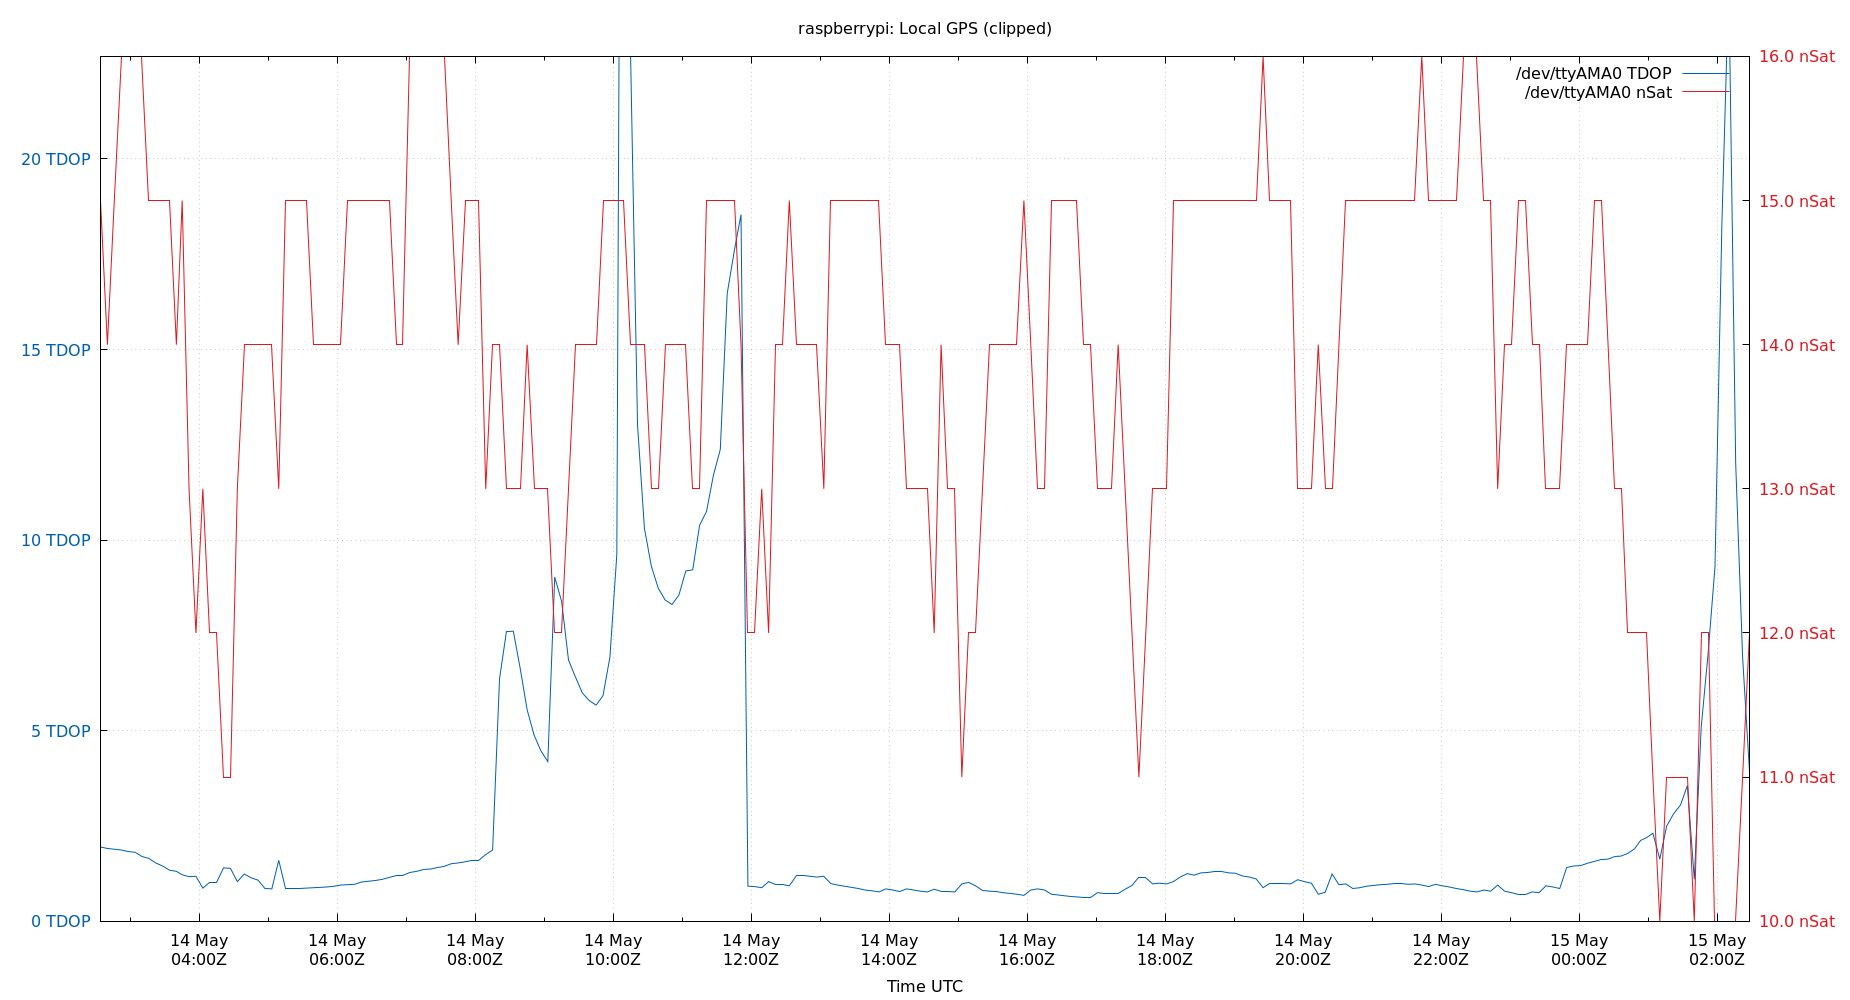 raspberrypi: Local GPS (clipped)
/dev/ttyAMA0 TDOP
/dev/ttyAMA0 nSat
20 TDOP
15 TDOP
10 TDOP
5 TDOP
0 TDOP
16.0 nSat
15.0 nSat
14.0 nSat
13.0 nSat
12.0 nSat
11.0 nSat
10.0 nSat
14 May 14 May 14 May 14 May 14 May 14 May 14 May 14 May 14 May 14 May 15 May 15 May
04:00Z 06:00Z 08:00Z 10:00Z 12:00Z 14:00Z 16:00Z 18:00Z 20:00Z 22:00Z 00:00Z 02:00Z
Time UTC